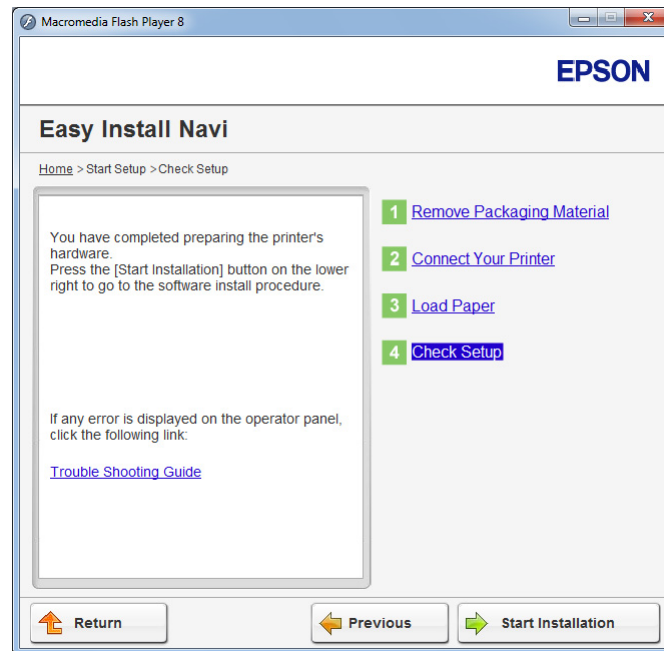 Macromedia Flash Player 8
EPSON
Easy Install Navi
Home > Start Setup >Check Setup
You have completed preparing the printer's
hardware.
Press the [Start Installation] button on the lower
right to go to the software install procedure.
If any error is displayed on the operator panel,
click the following link:
Trouble Shooting Guide
1 Remove Packaging Material
2 Connect Your Printer
3 Load Paper
4 Check Setup
Return
Previous
Start Installation